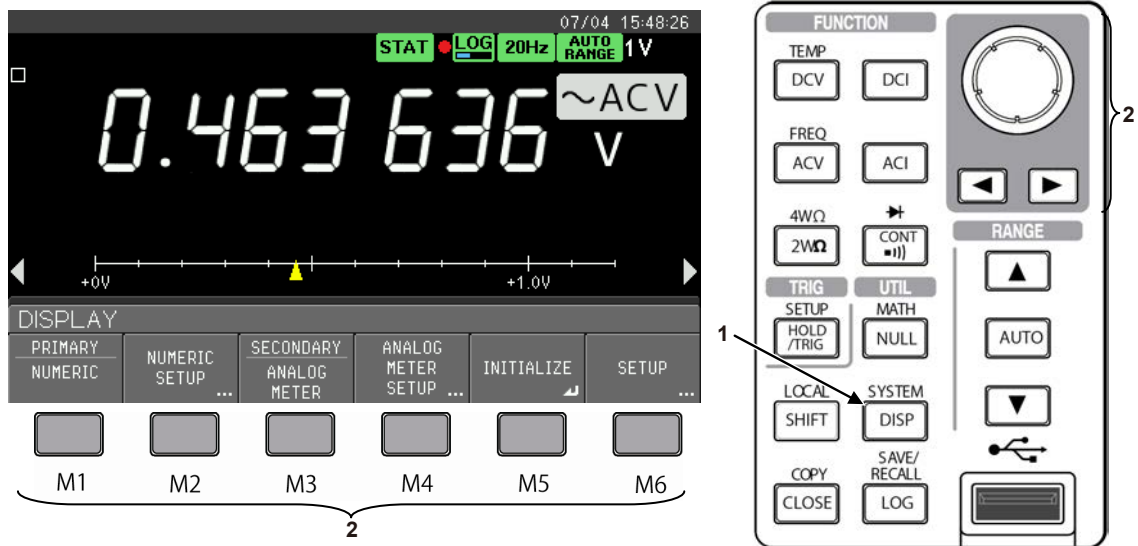 07/04 15:48:26
STAT LOG 20Hz AUTO RANGE 1V
~ACV
0.463 636 V
+0V +1.0V
DISPLAY
PRIMARY
NUMERIC
NUMERIC
SETUP ...
SECONDARY
ANALOG
METER
ANALOG
METER
SETUP ...
INITIALIZE
SETUP
...
M1 M2 M3 M4 M5 M6
2
FUNCTION
TEMP
DCV DCI
FREQ
ACV ACI
4WΩ
2WΩ CONT
TRIG UTIL
SETUP MATH
HOLD
/TRIG
NULL
LOCAL SYSTEM
SHIFT DISP
COPY SAVE/
RECALL
CLOSE LOG
RANGE
▲
AUTO
▼
◀ ▶
1
2